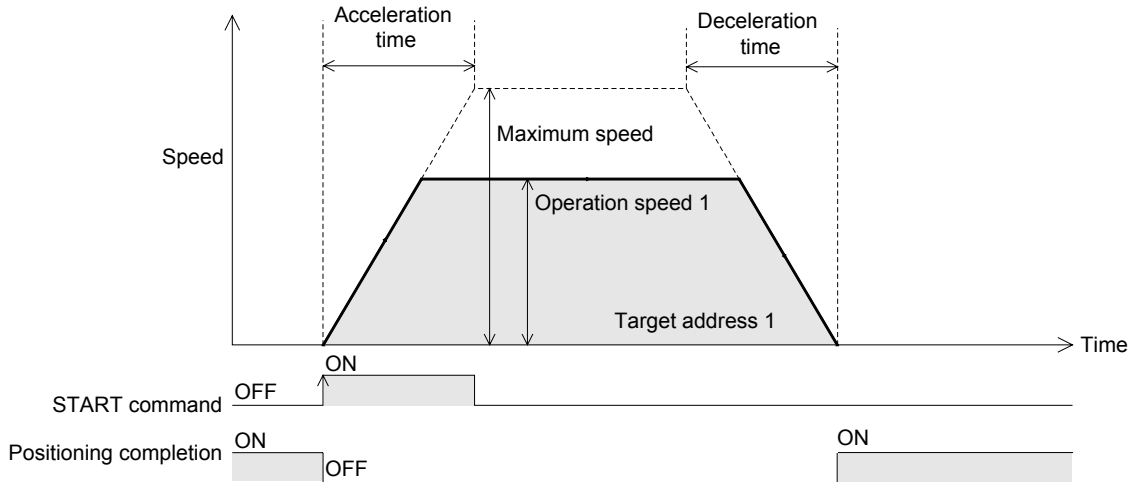 Acceleration
time
Deceleration
time
Maximum speed
Speed
Operation speed 1
Target address 1
Time
ON
OFF
START command
ON
ON
Positioning completion
OFF